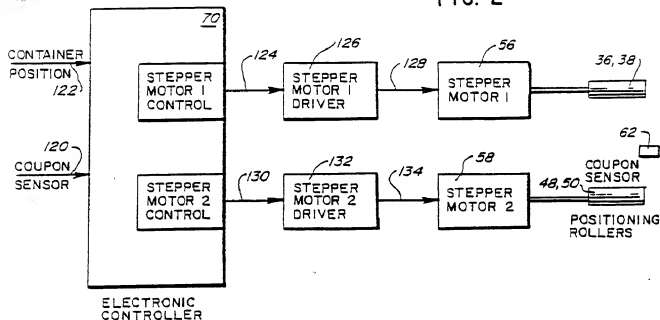 FIG. 2
70
CONTAINER
POSITION
122
120
COUPON
SENSOR
STEPPER
MOTOR 1
CONTROL
124
126
STEPPER
MOTOR 1
DRIVER
128
56
STEPPER
MOTOR 1
36, 38
62
COUPON
SENSOR
STEPPER
MOTOR 2
CONTROL
130
132
STEPPER
MOTOR 2
DRIVER
134
58
STEPPER
MOTOR 2
48, 50
POSITIONING
ROLLERS
ELECTRONIC
CONTROLLER